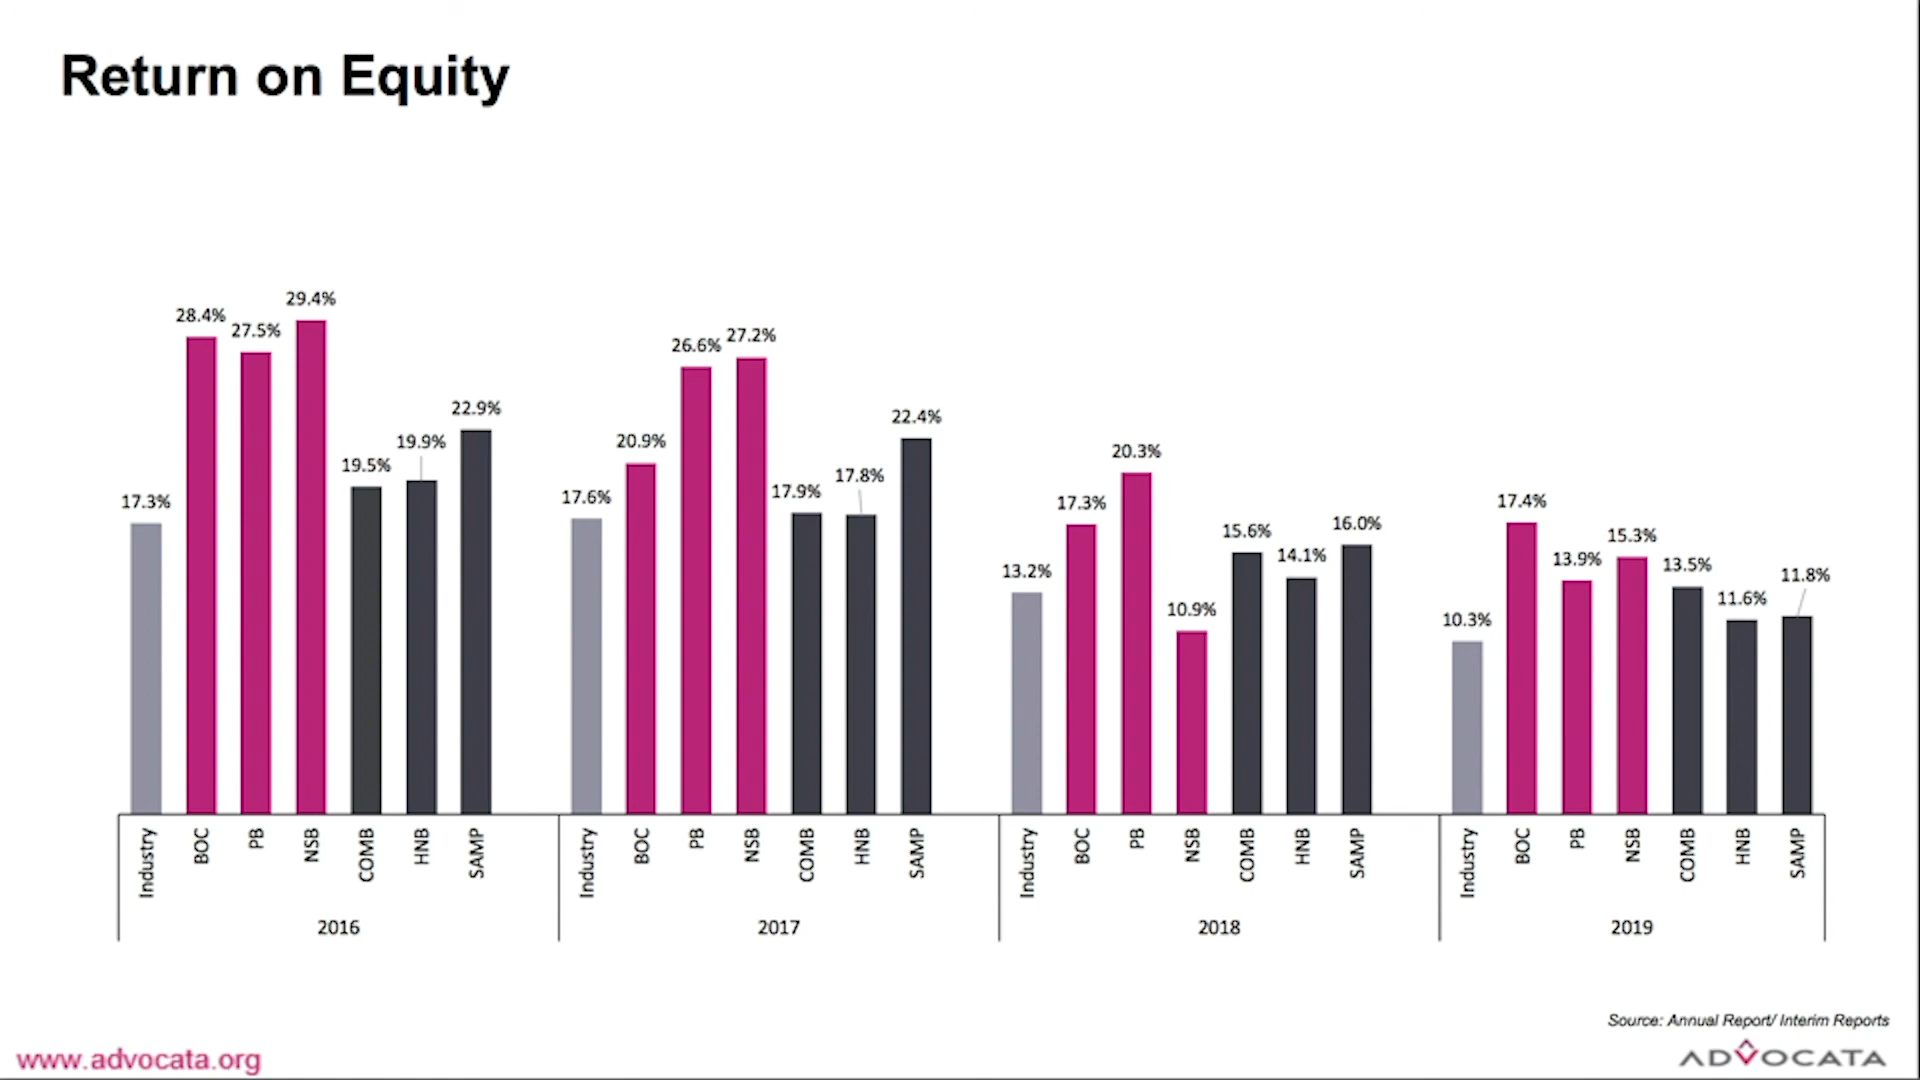 Return on Equity
17.3%
28.4%
27.5%
29.4%
19.5%
19.9%
22.9%
17.6%
20.9%
26.6%
27.2%
17.9%
17.8%
22.4%
13.2%
17.3%
20.3%
10.9%
15.6%
14.1%
16.0%
10.3%
17.4%
13.9%
15.3%
13.5%
11.6%
11.8%
Industry
BOC
PB
NSB
COMB
HNB
SAMP
Industry
BOC
PB
NSB
COMB
HNB
SAMP
Industry
BOC
PB
NSB
COMB
HNB
SAMP
Industry
BOC
PB
NSB
COMB
HNB
SAMP
2016
2017
2018
2019
Source: Annual Report/ Interim Reports
www.advocata.org
ADVOCATA